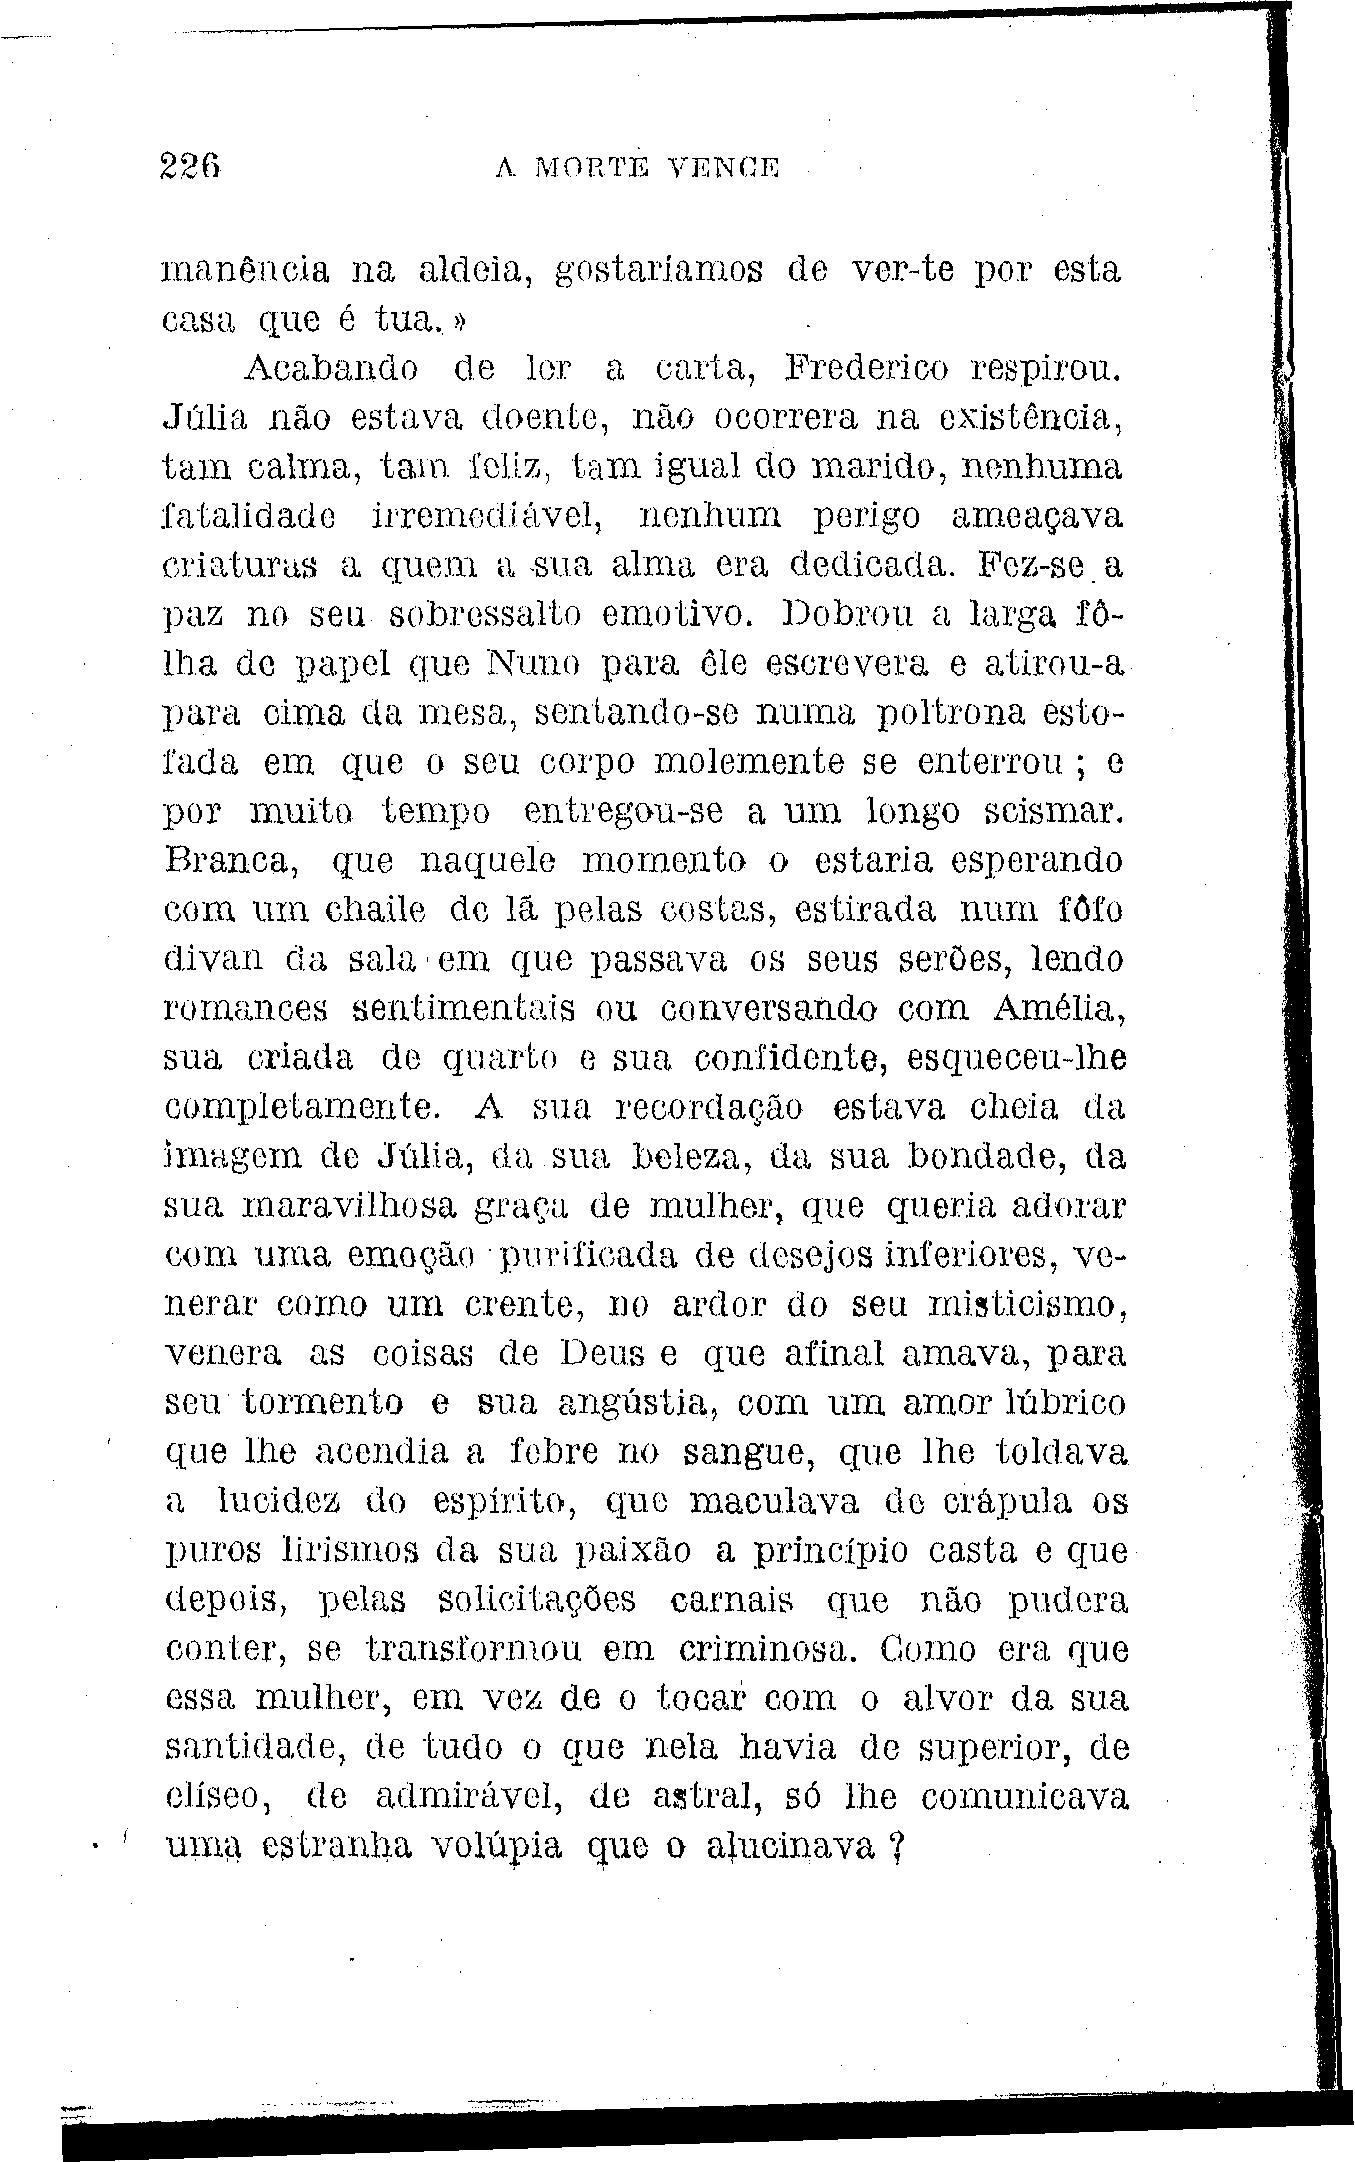 226 A MORTE VENCE
manência na aldeia, gostaríamos de ver-te por esta
casa que é tua.»
Acabando de ler a carta, Frederico respirou.
Júlia não estava doente, não ocorrera na existência,
tam calma, tam feliz, tam igual do marido, nenhuma
fatalidade irremediável, nenhum perigo ameaçava
criaturas a quem a sua alma era dedicada. Fez-se a
paz no seu sobressalto emotivo. Dobrou a larga fô-
lha de papel que Nuno para êle escrevera e atirou-a
para cima da mesa, sentando-se numa poltrona esto-
fada em que o seu corpo molemente se enterrou ; e
por muito tempo entregou-se a um longo scismar.
Branca, que naquele momento o estaria esperando
com um chaile de lã pelas costas, estirada num fôfo
divan da sala em que passava os seus serões, lendo
romances sentimentais ou conversando com Amélia,
sua criada de quarto e sua confidente, esqueceu-lhe
completamente. A sua recordação estava cheia da
imagem de Júlia, da sua beleza, da sua bondade, da
sua maravilhosa graça de mulher, que queria adorar
com uma emoção purificada de desejos inferiores, ve-
nerar como um crente, no ardor do seu misticismo,
venera as coisas de Deus e que afinal amava, para
seu tormento e sua angústia, com um amor lúbrico
que lhe acendia a febre no sangue, que lhe toldava
a lucidez do espírito, que maculava de crápula os
puros lirismos da sua paixão a princípio casta e que
depois, pelas solicitações carnais que não pudera
conter, se transformou em criminosa. Como era que
essa mulher, em vez de o tocar com o alvor da sua
santidade, de tudo o que nela havia de superior, de
elíseo, de admirável, de astral, só lhe comunicava
uma estranha volúpia que o alucinava ?